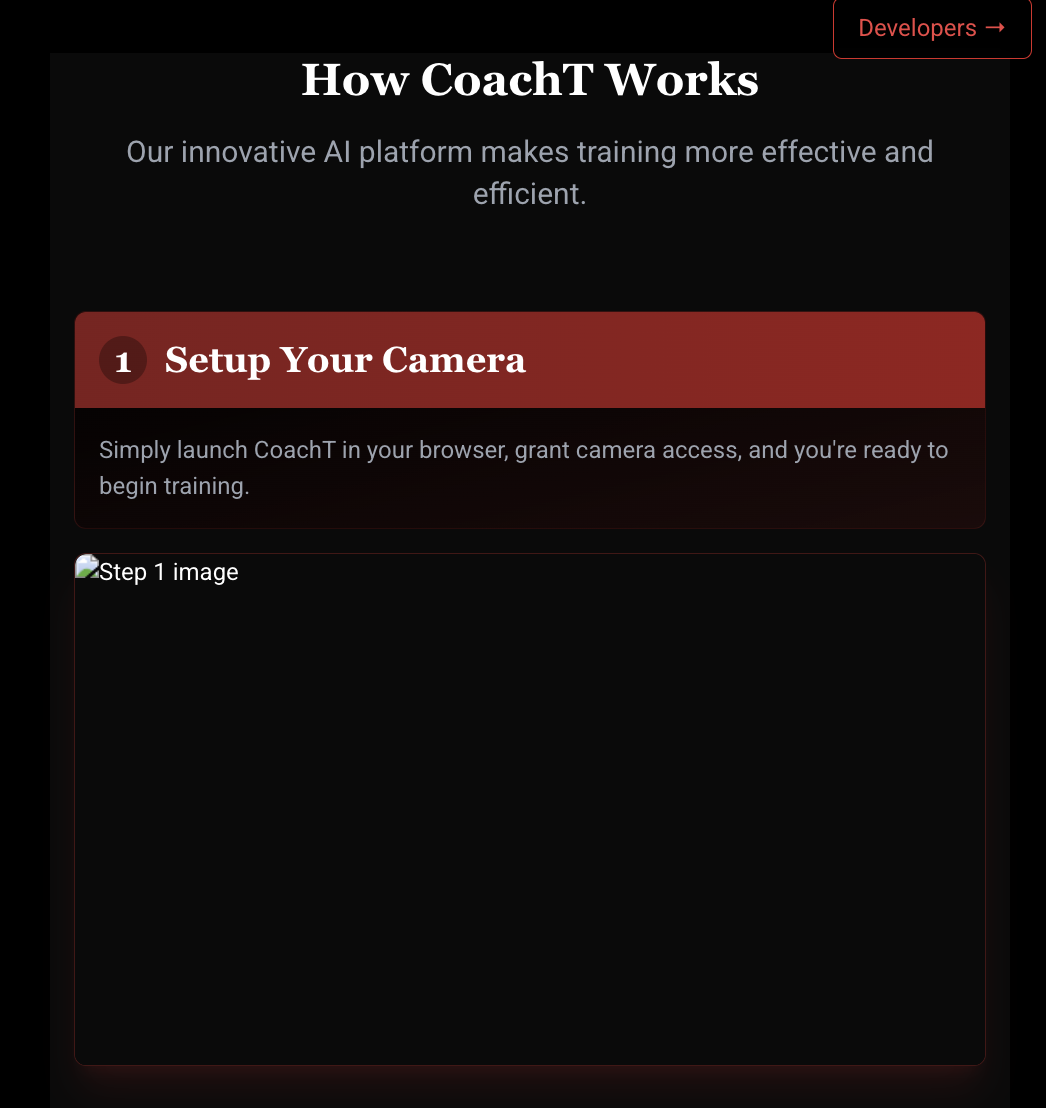 Developers →
How CoachT Works
Our innovative AI platform makes training more effective and
efficient.
1 Setup Your Camera
Simply launch CoachT in your browser, grant camera access, and you're ready to
begin training.
Step 1 image